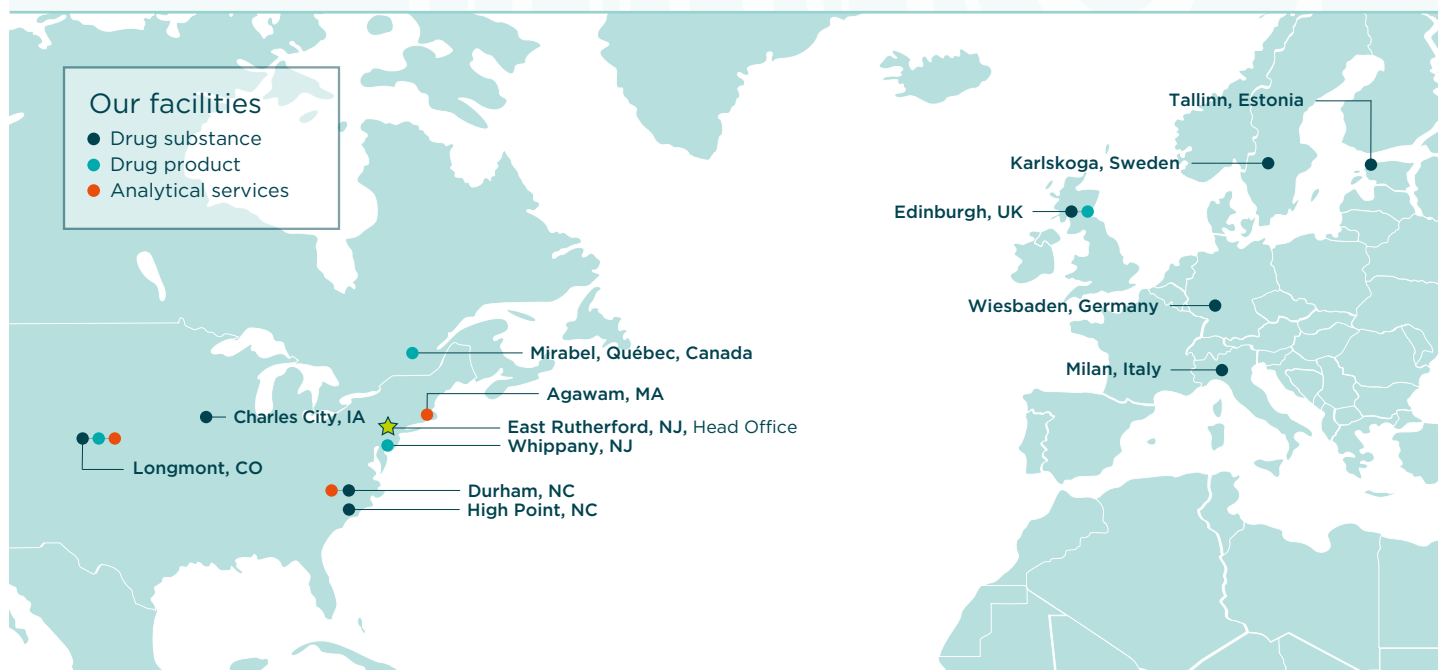 Our facilities
Drug substance
Drug product
Analytical services
Tallinn, Estonia
Karlskoga, Sweden
Edinburgh, UK
Wiesbaden, Germany
Milan, Italy
Mirabel, Québec, Canada
Agawam, MA
Charles City, IA
East Rutherford, NJ, Head Office
Whippany, NJ
Longmont, CO
Durham, NC
High Point, NC